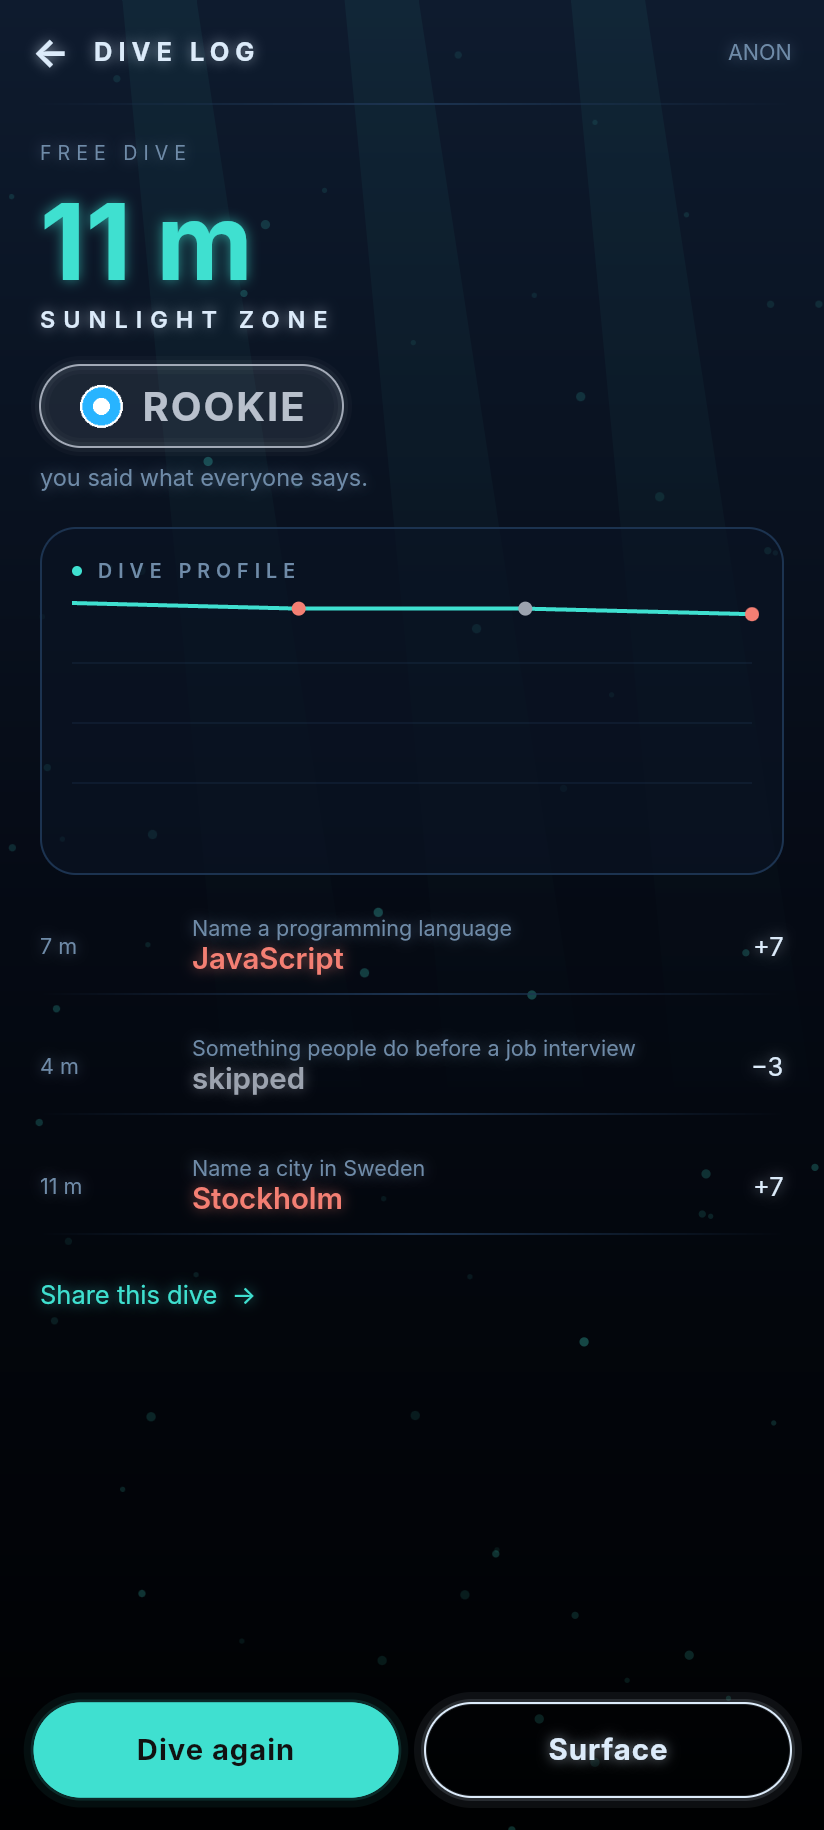 DIVE LOG
ANON
FREE DIVE
11 m
SUNLIGHT ZONE
ROOKIE
you said what everyone says.
DIVE PROFILE
7 m
Name a programming language
JavaScript
+7
4 m
Something people do before a job interview
skipped
−3
11 m
Name a city in Sweden
Stockholm
+7
Share this dive →
Dive again
Surface